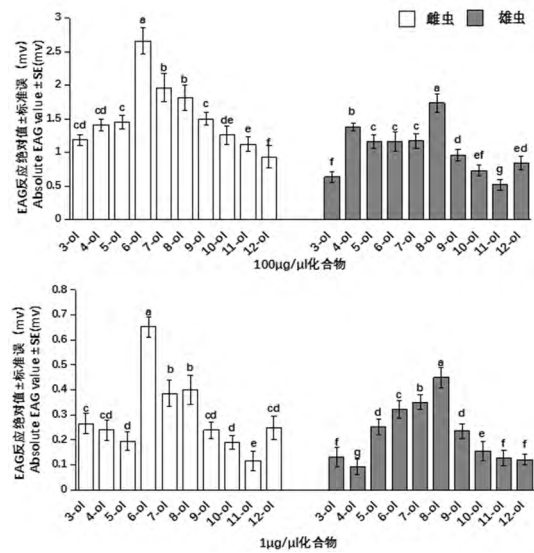 □ 雌虫 ■ 雄虫
EAG反应绝对值±标准误（mv）
Absolute EAG value ±SE(mv)
3
2.5
2
1.5
1
0.5
0
cd cd c a b b c de e f
f b c c c a d ef g ed
3-ol 4-ol 5-ol 6-ol 7-ol 8-ol 9-ol 10-ol 11-ol 12-ol 3-ol 4-ol 5-ol 6-ol 7-ol 8-ol 9-ol 10-ol 11-ol 12-ol
100μg/μl化合物
EAG反应绝对值±标准误（mv）
Absolute EAG value ±SE(mv)
0.8
0.7
0.6
0.5
0.4
0.3
0.2
0.1
0
c cd d a b b cd d e cd
f g d c b a d e f f
3-ol 4-ol 5-ol 6-ol 7-ol 8-ol 9-ol 10-ol 11-ol 12-ol 3-ol 4-ol 5-ol 6-ol 7-ol 8-ol 9-ol 10-ol 11-ol 12-ol
1μg/μl化合物